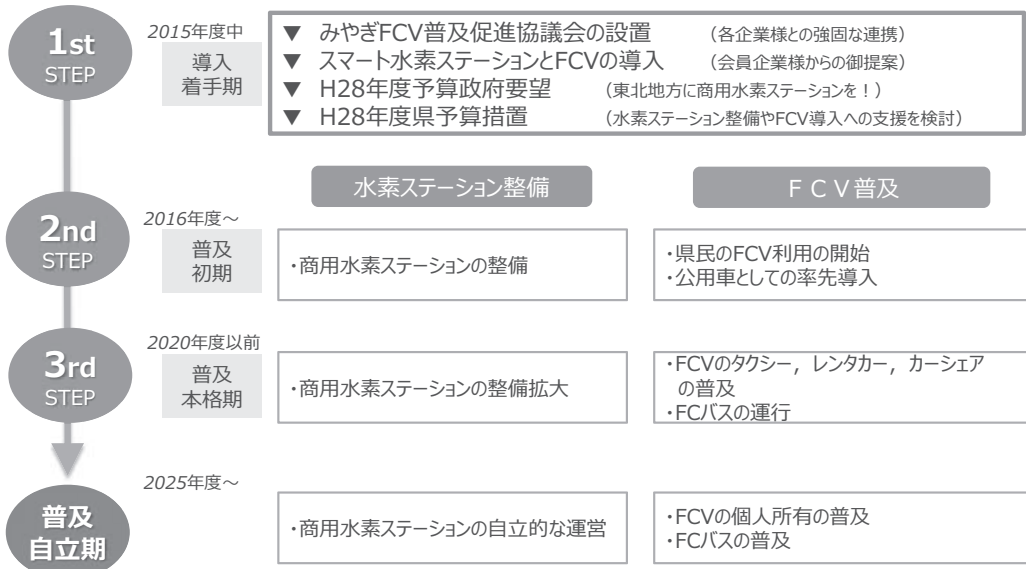 1st
STEP
2015年度中
導入
着手期
▼ みやぎFCV普及促進協議会の設置 （各企業様との強固な連携）
▼ スマート水素ステーションとFCVの導入 （会員企業様からの御提案）
▼ H28年度予算政府要望 （東北地方に商用水素ステーションを！）
▼ H28年度県予算措置 （水素ステーション整備やFCV導入への支援を検討）
水素ステーション整備
ＦＣＶ普及
2nd
STEP
2016年度～
普及
初期
・商用水素ステーションの整備
・県民のFCV利用の開始
・公用車としての率先導入
3rd
STEP
2020年度以前
普及
本格期
・商用水素ステーションの整備拡大
・FCVのタクシー，レンタカー，カーシェア
の普及
・FCバスの運行
普及
自立期
2025年度～
・商用水素ステーションの自立的な運営
・FCVの個人所有の普及
・FCバスの普及